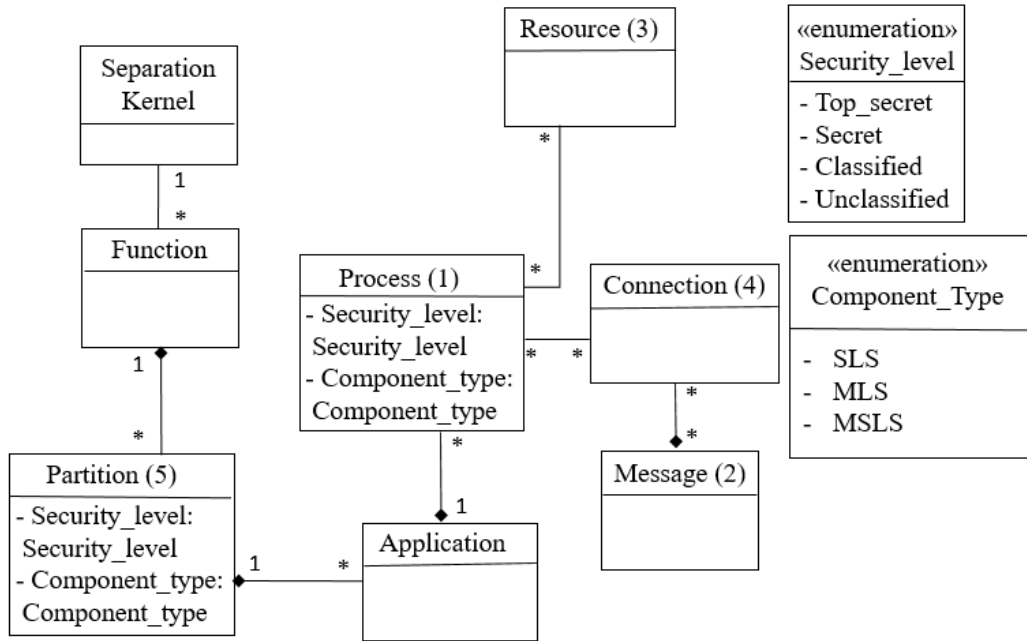 Resource (3)
*
Separation
Kernel
1
*
Function
1
*
Process (1)
- Security_level:
Security_level
- Component_type:
Component_type
*
*
*
*
Connection (4)
*
*
Message (2)
Partition (5)
- Security_level:
Security_level
- Component_type:
Component_type
1
*
Application
1
«enumeration»
Security_level
- Top_secret
- Secret
- Classified
- Unclassified
«enumeration»
Component_Type
- SLS
- MLS
- MSLS